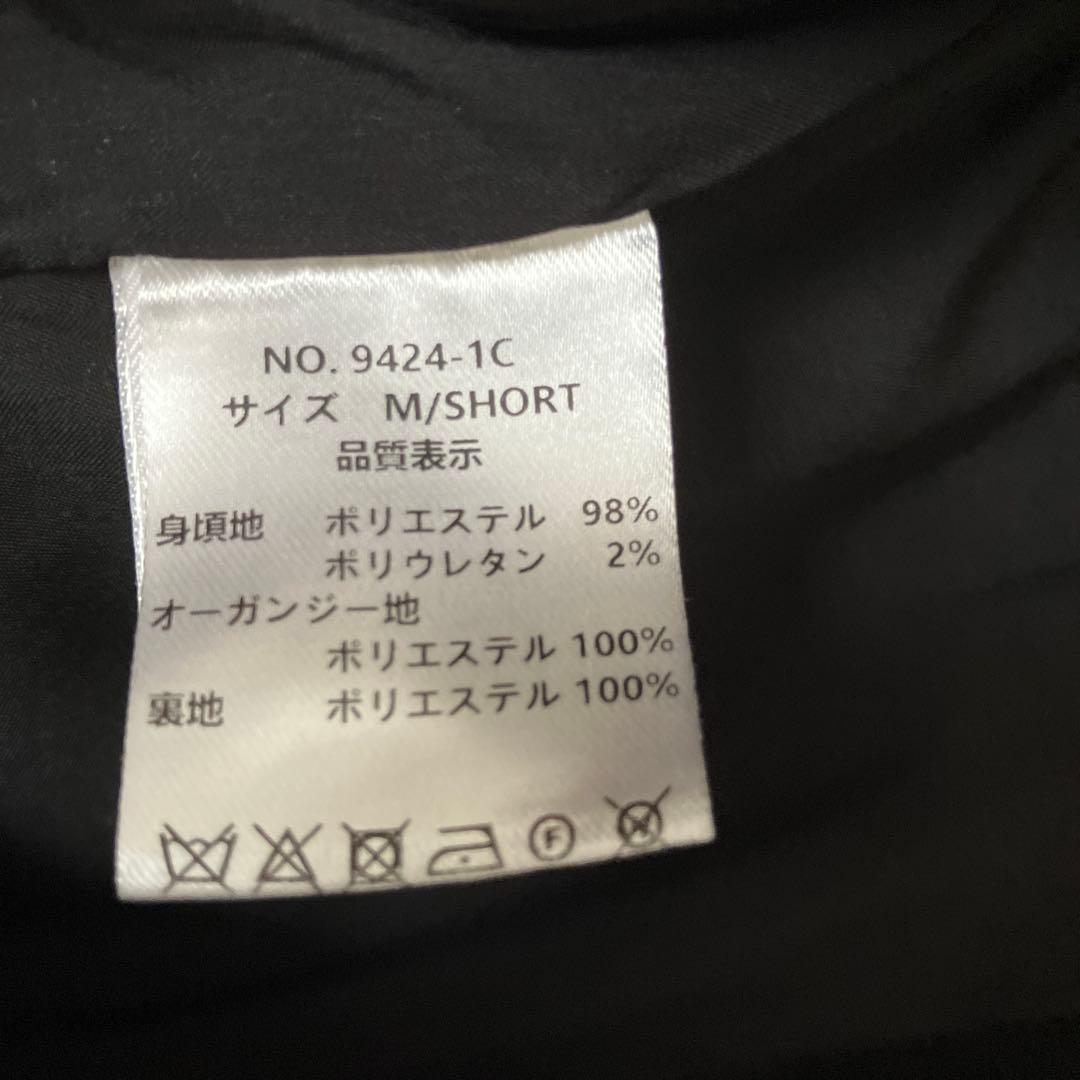 NO. 9424-1C
サイズ M/SHORT
品質表示
身頃地 ポリエステル 98%
ポリウレタン 2%
オーガンジー地
ポリエステル 100%
裏地 ポリエステル 100%
F W